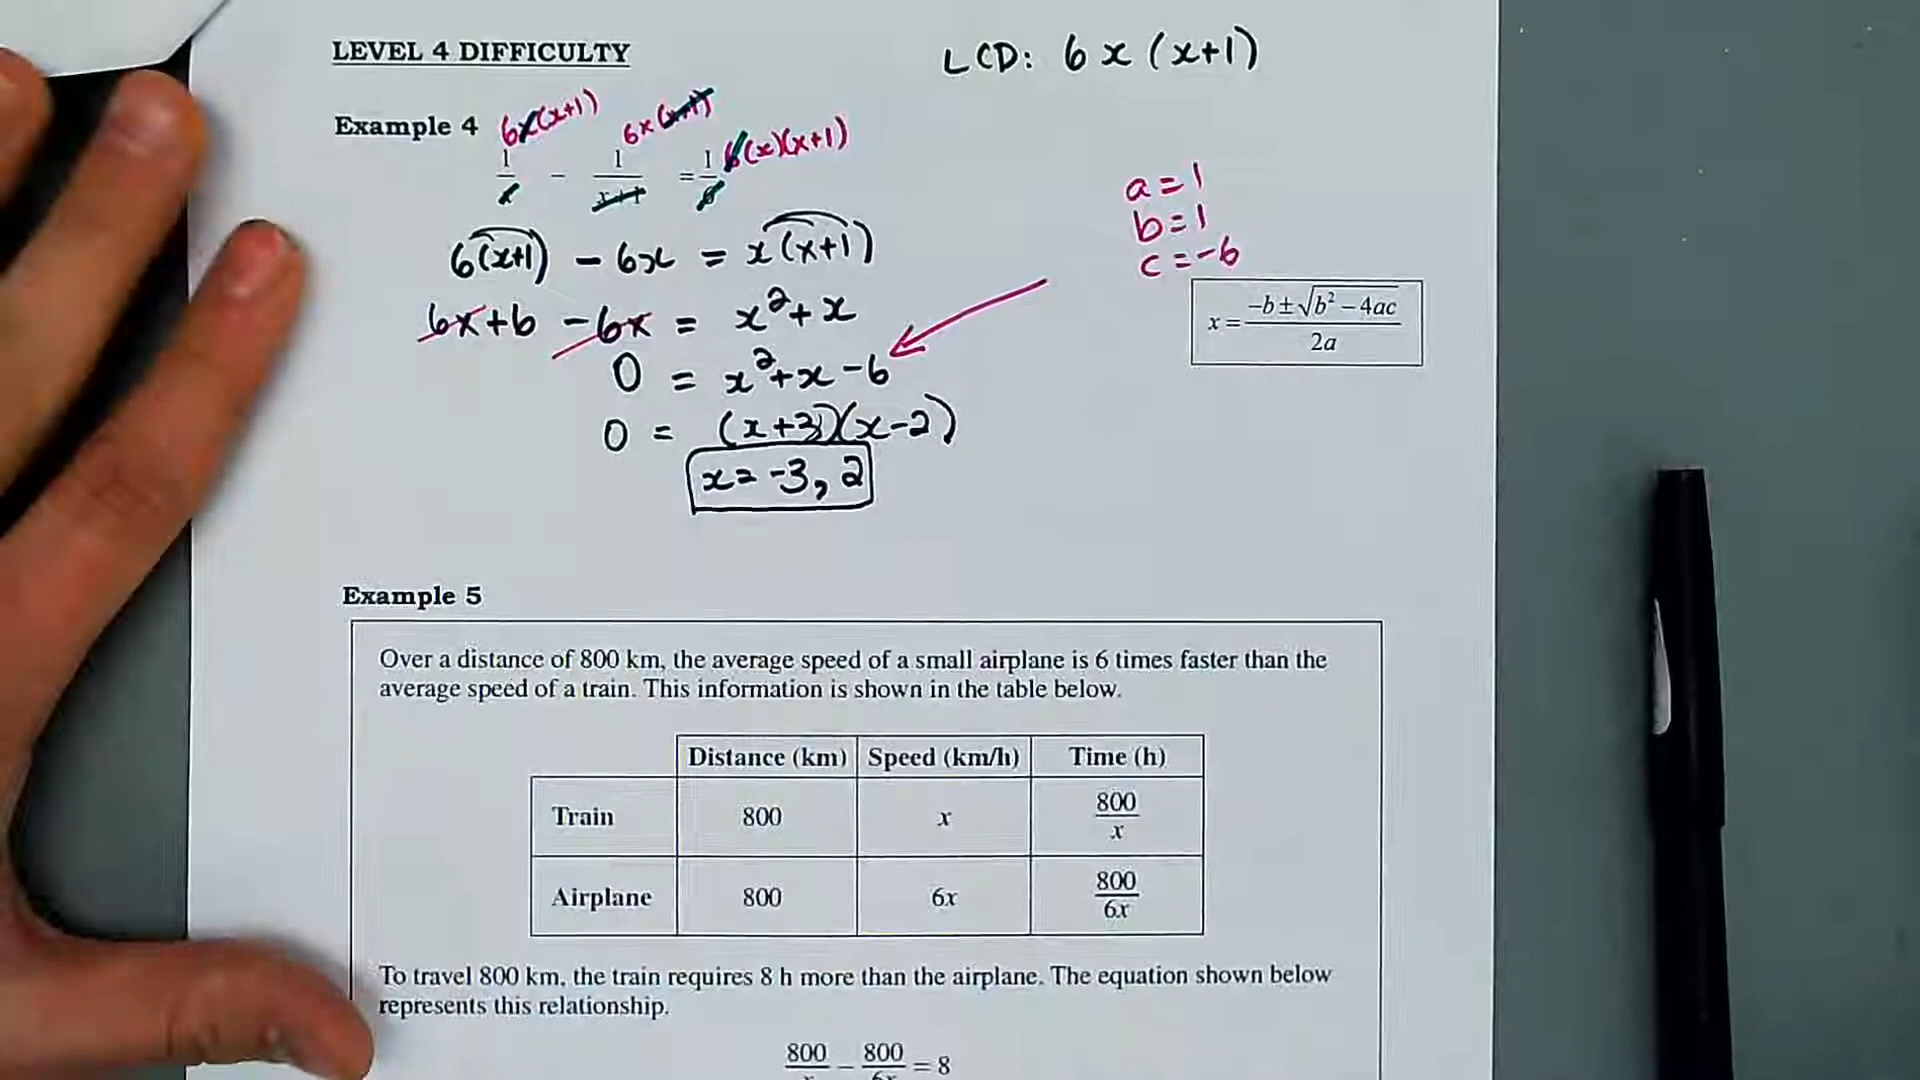 LEVEL 4 DIFFICULTY
LCD: 6x(x+1)
Example 4
6x(x+1) 6x(x+1) 6(x)(x+1)
1/x - 1/x+1 = 1/6
6(x+1) - 6x = x(x+1)
6x+6 - 6x = x²+x
0 = x²+x-6
0 = (x+3)(x-2)
x = -3, 2
a = 1
b = 1
c = -6
x = -b ± √b² - 4ac / 2a
Example 5
Over a distance of 800 km, the average speed of a small airplane is 6 times faster than the
average speed of a train. This information is shown in the table below.
Distance (km) Speed (km/h) Time (h)
Train 800 x 800/x
Airplane 800 6x 800/6x
To travel 800 km, the train requires 8 h more than the airplane. The equation shown below
represents this relationship.
800/x - 800/6x = 8